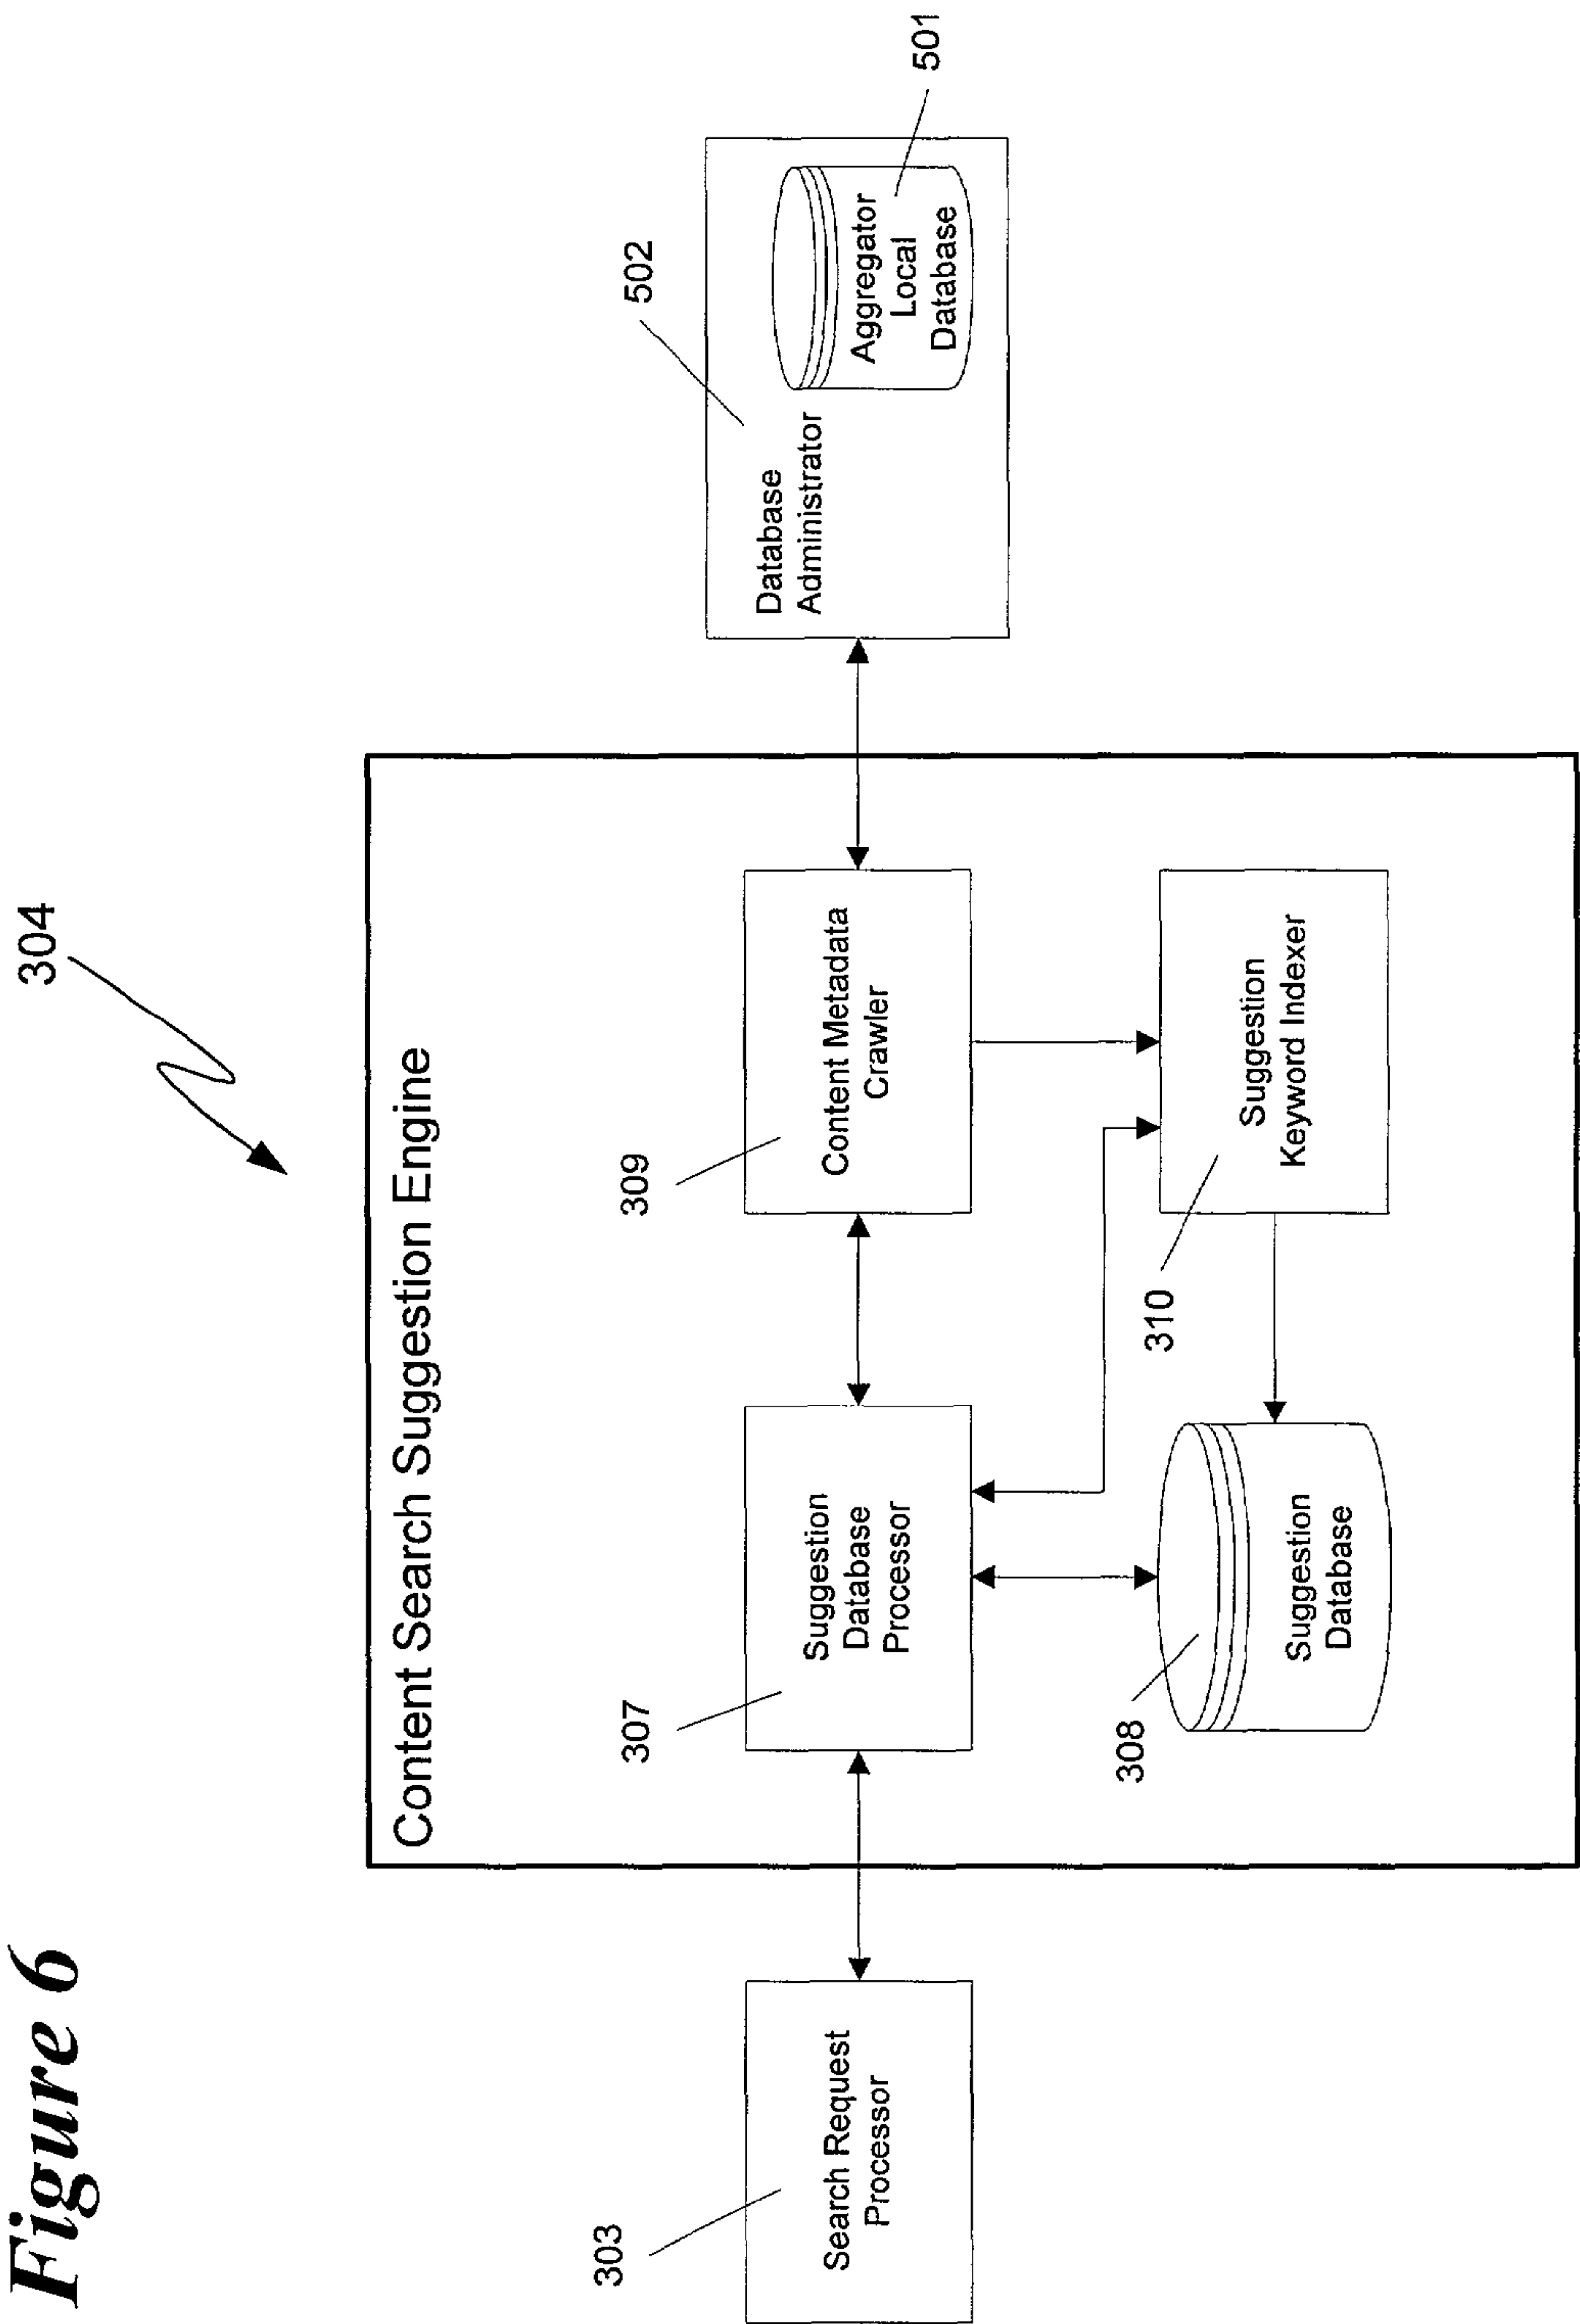 Figure 6
304
Content Search Suggestion Engine
303
Search Request
Processor
307
Suggestion
Database
Processor
309
Content Metadata
Crawler
502
Database
Administrator
Aggregator
Local
Database
501
308
Suggestion
Database
310
Suggestion
Keyword Indexer